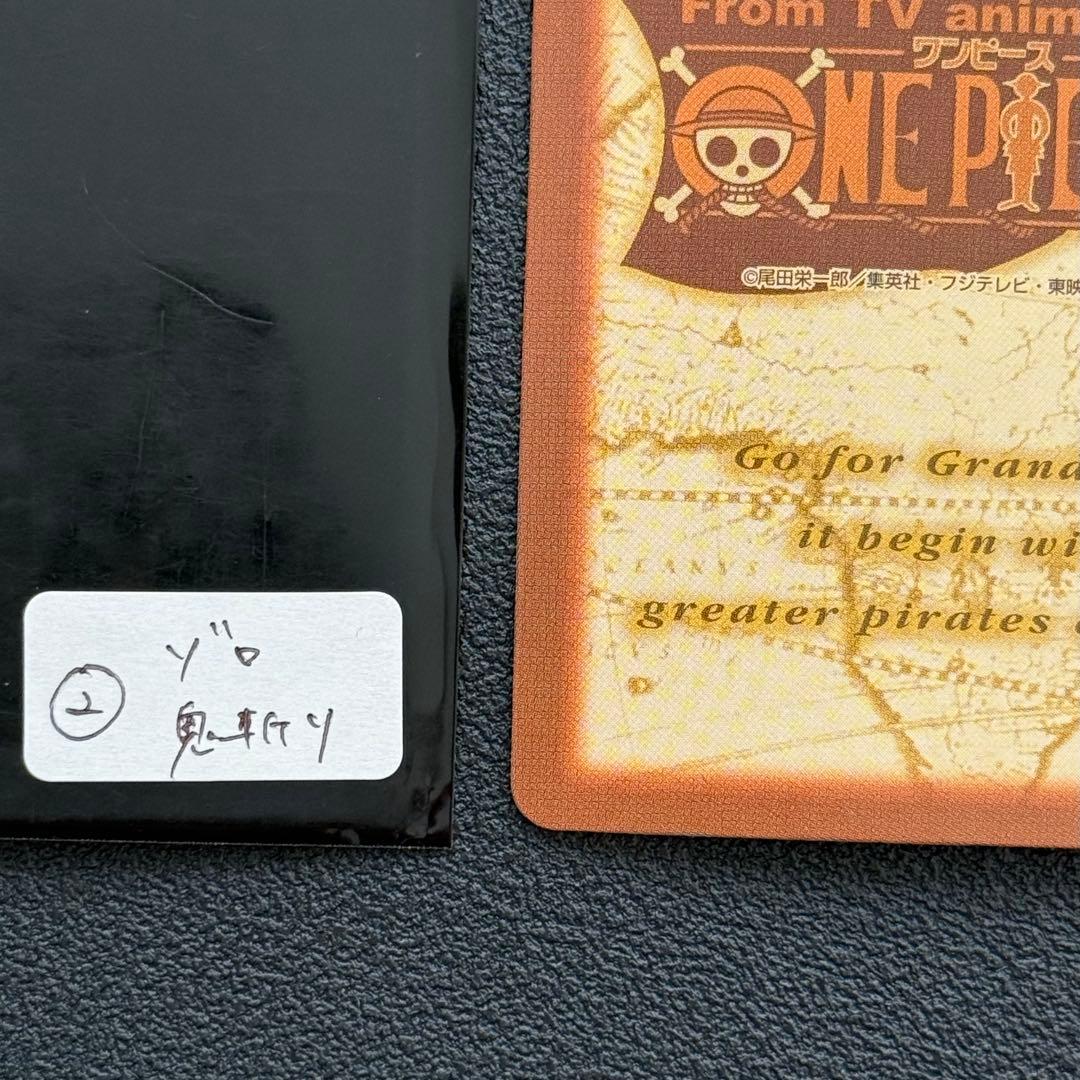 From TV anim
ワンピース
ONE PIE
©尾田栄一郎／集英社・フジテレビ・東映
Go for Grand
it begin wi
greater pirates
ゾロ
②
鬼斬り